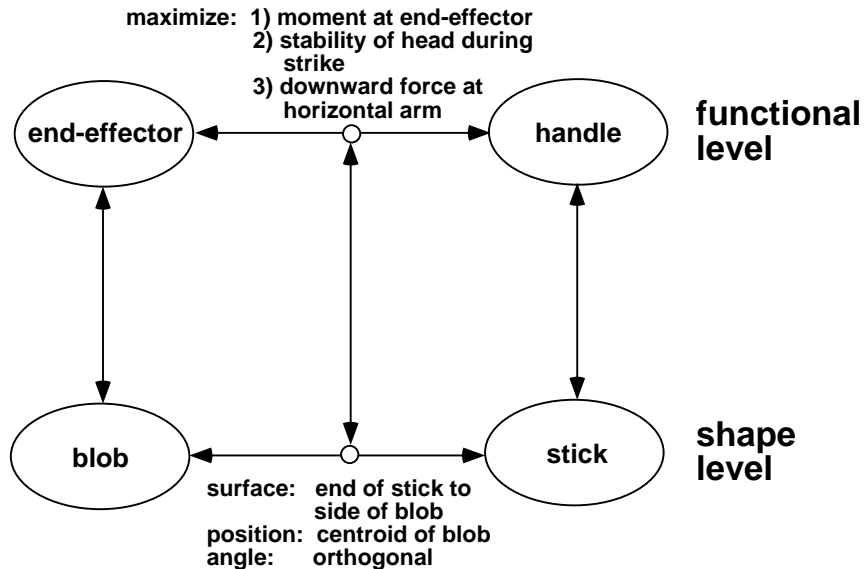 maximize: 1) moment at end-effector
2) stability of head during
strike
3) downward force at
horizontal arm
end-effector
handle
functional
level
blob
stick
shape
level
surface: end of stick to
side of blob
position: centroid of blob
angle: orthogonal